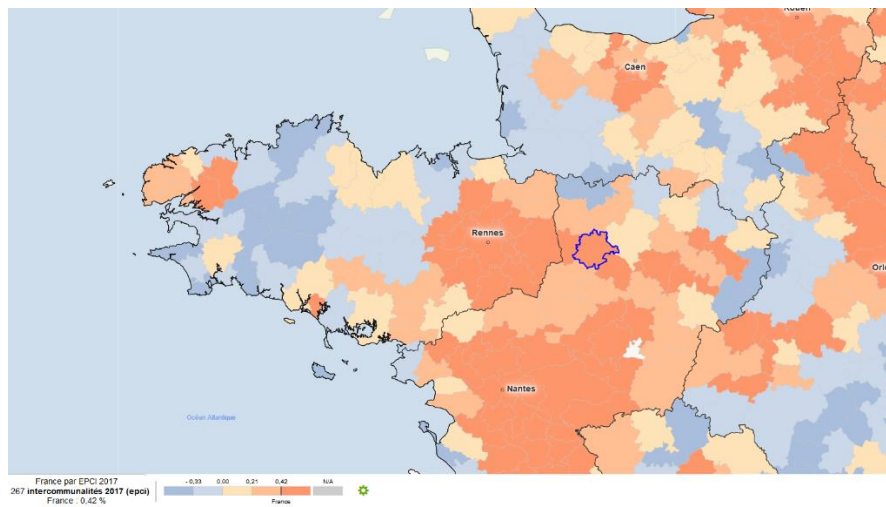 Rouen
Caen
Rennes
Orl
Nantes
Océan Atlantique
France par EPCI 2017
267 intercommunalités 2017 (epci)
France : 0,42 %
- 0,33 0,00 0,21 0,42 N/A
France